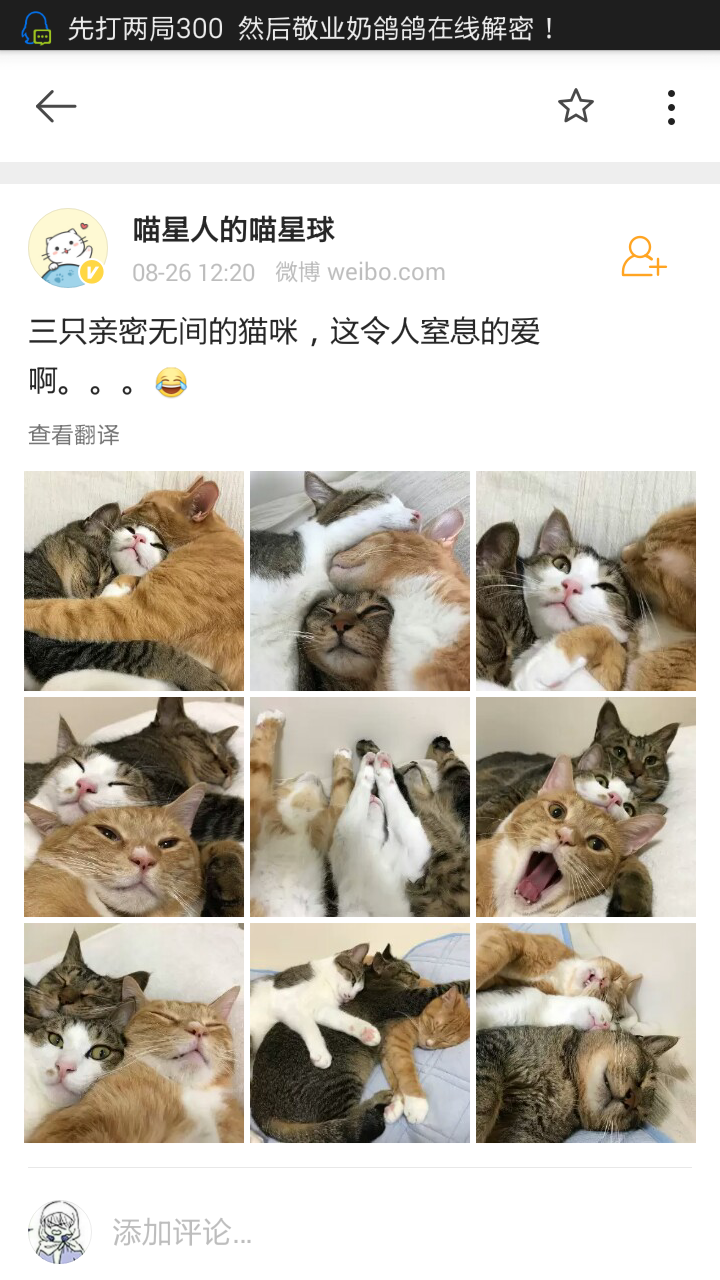 先打两局300 然后敬业奶鸽鸽在线解密！
喵星人的喵星球
08-26 12:20 微博 weibo.com
三只亲密无间的猫咪，这令人窒息的爱
啊。。。😂
查看翻译
添加评论...